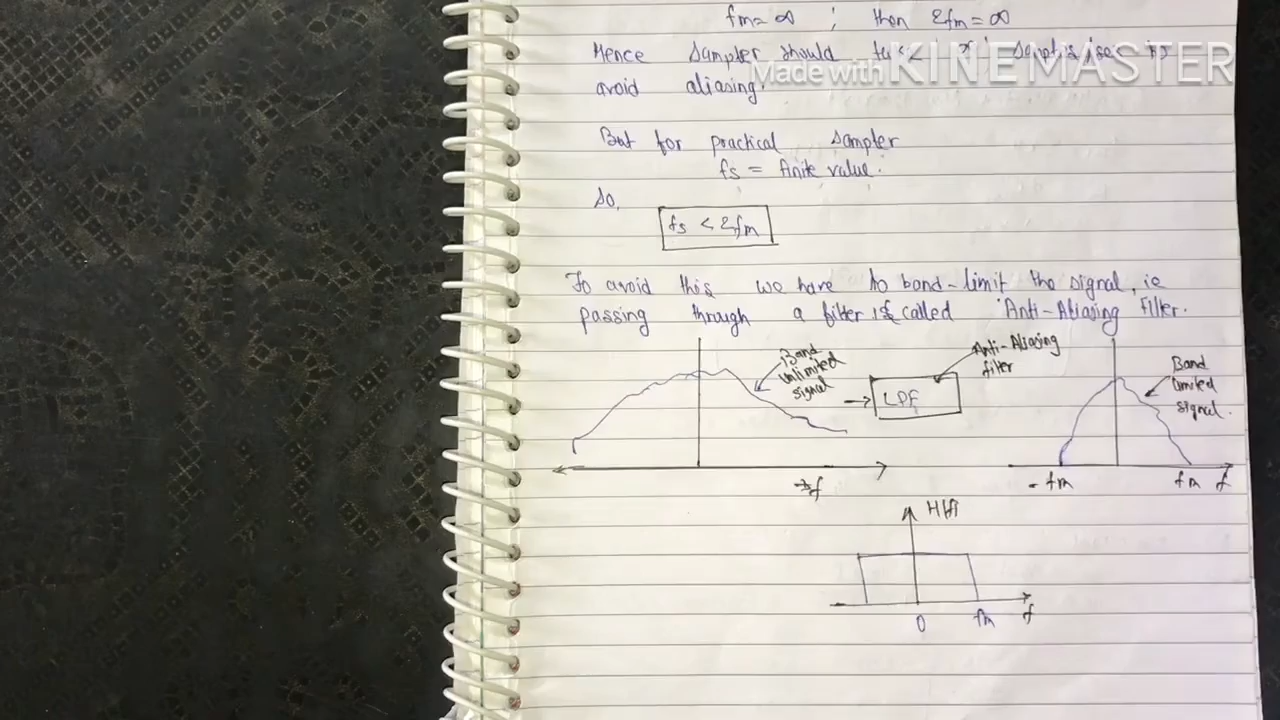 fm = ∞ ; then 2fm = ∞
Hence Sampler should
Made with KINEMASTER
avoid aliasing.
But for practical Sampler
fs = finite value.
So,
fs < 2fm
To avoid this we have to band-limit the signal, ie
passing through a filter is called 'Anti-Aliasing Filter.
Band
Unlimited
signal
LPF
Anti-Aliasing
filter
Band
limited
signal.
f
-fm
fm f
H(f)
0 fm f